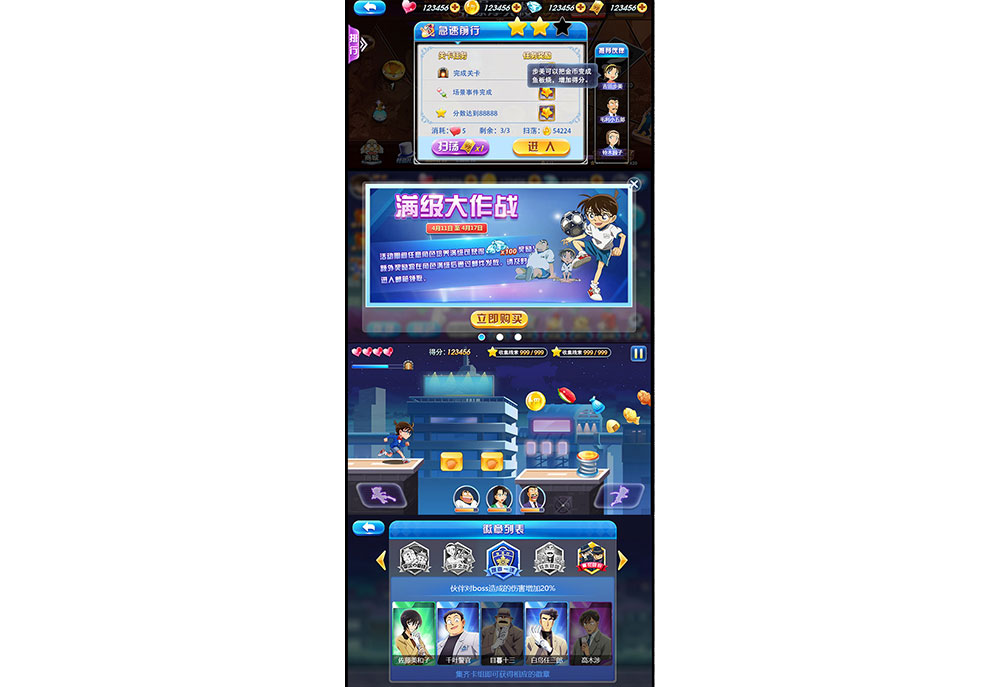 123456 123456 123456 123456
急速前行
排行
关卡任务 任务奖励
推荐伙伴
完成关卡
步美可以把金币变成
鱼板烧，增加得分。
吉田步美
场景事件完成
分数达到88888
毛利小五郎
消耗: 5 剩余: 3/3 扫荡: 54224
扫荡 x1 进入
铃木园子
商城
满级大作战
4月11日 至 4月17日
活动期间任意角色培养满级可获得 x100 奖励!
额外奖励将在角色满级后通过邮件发放，请及时
进入邮箱领取。
立即购买
得分: 123456 收集线索 999 / 999 收集线索 999 / 999
徽章列表
伙伴对boss造成的伤害增加20%
佐藤美和子 千叶警官 目暮十三 白鸟任三郎 高木涉
集齐卡组即可获得相应的徽章